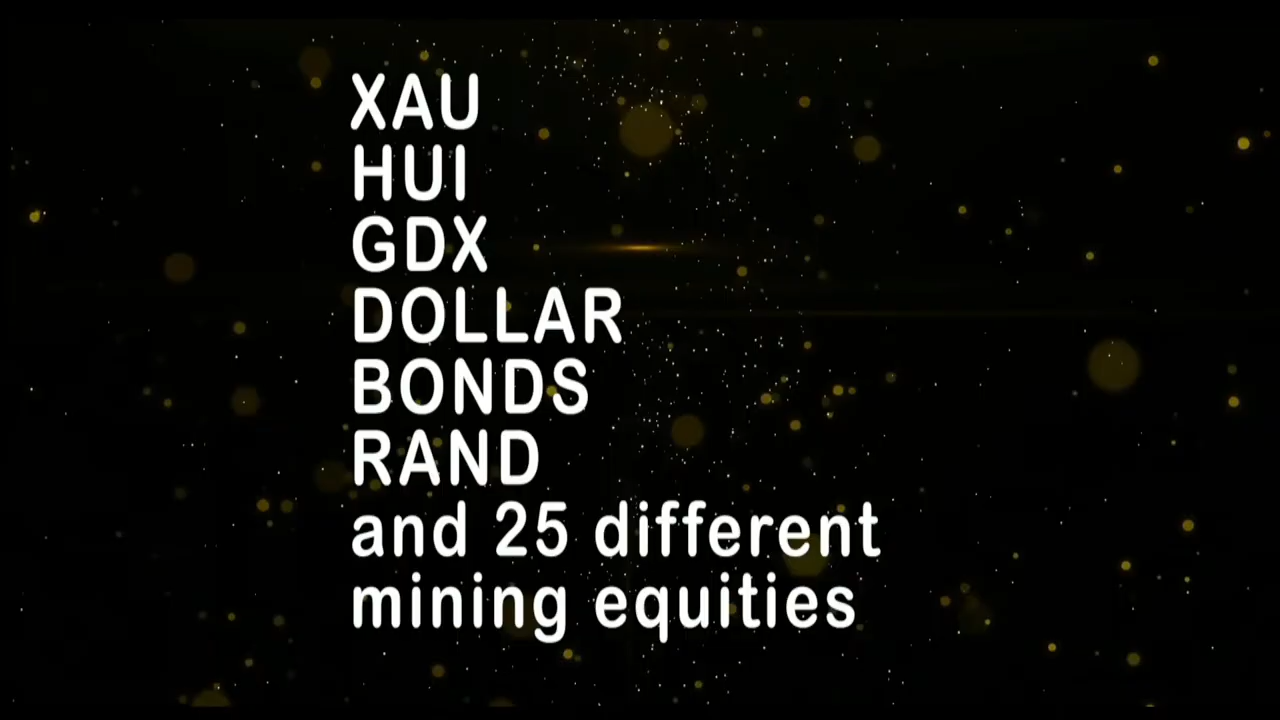 XAU
HUI
GDX
DOLLAR
BONDS
RAND
and 25 different
mining equities